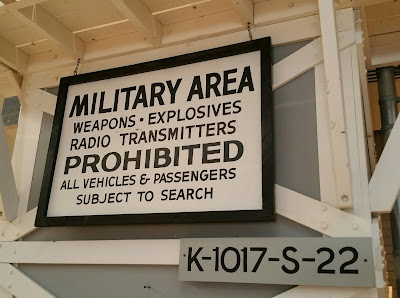 MILITARY AREA
WEAPONS • EXPLOSIVES
RADIO TRANSMITTERS
PROHIBITED
ALL VEHICLES & PASSENGERS
SUBJECT TO SEARCH
K-1017-S-22